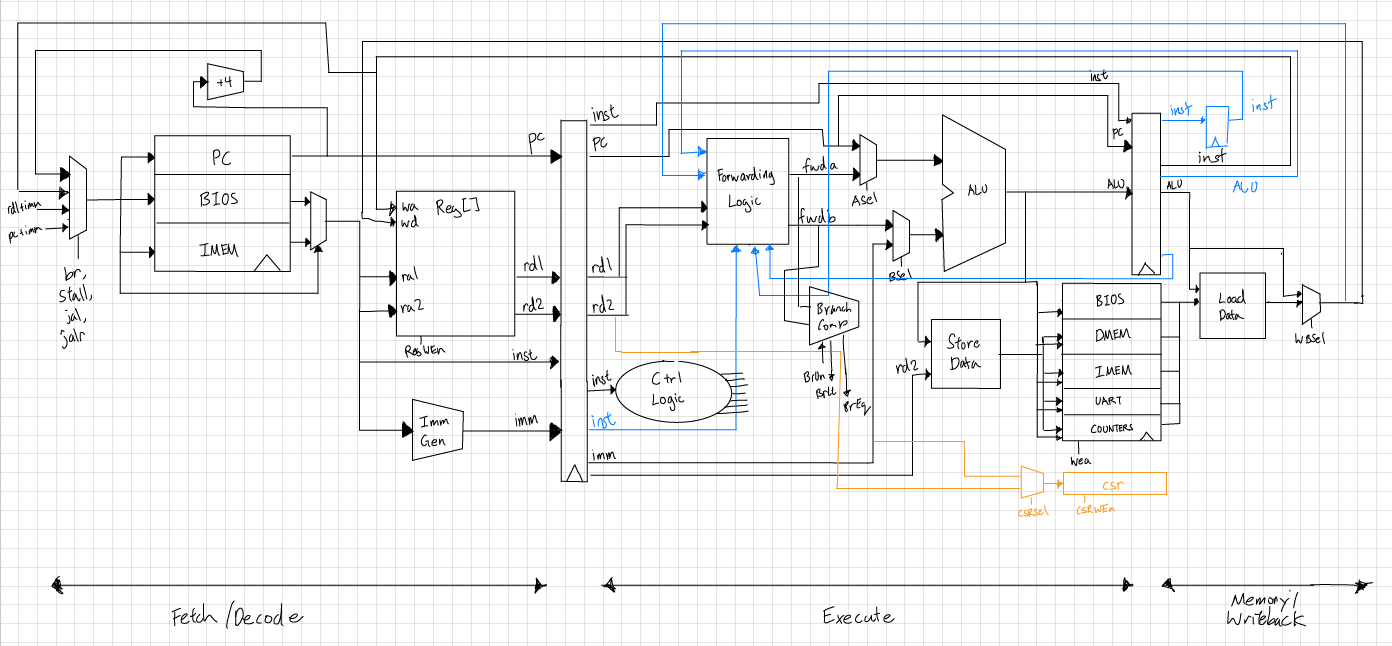 +4
PC
BIOS
IMEM
rd1+imm
pc+imm
br,
stall,
jal,
jalr
wa
wd
Reg[]
ra1
ra2
RegWEn
rd1
rd2
inst
Imm
Gen
imm
pc
inst
PC
rd1
rd2
inst
inst
imm
Ctrl
Logic
Forwarding
Logic
fwda
fwdb
ASel
BSel
ALU
Branch
Comp
BrUn
BrLt
BrEq
Store
Data
rd2
inst
PC
ALU
inst
inst
inst
ALU
ALU
BIOS
DMEM
IMEM
UART
COUNTERS
wea
Load
Data
WBSel
csr
CSRSel
CSRWEn
Fetch/Decode
Execute
Memory/
Writeback